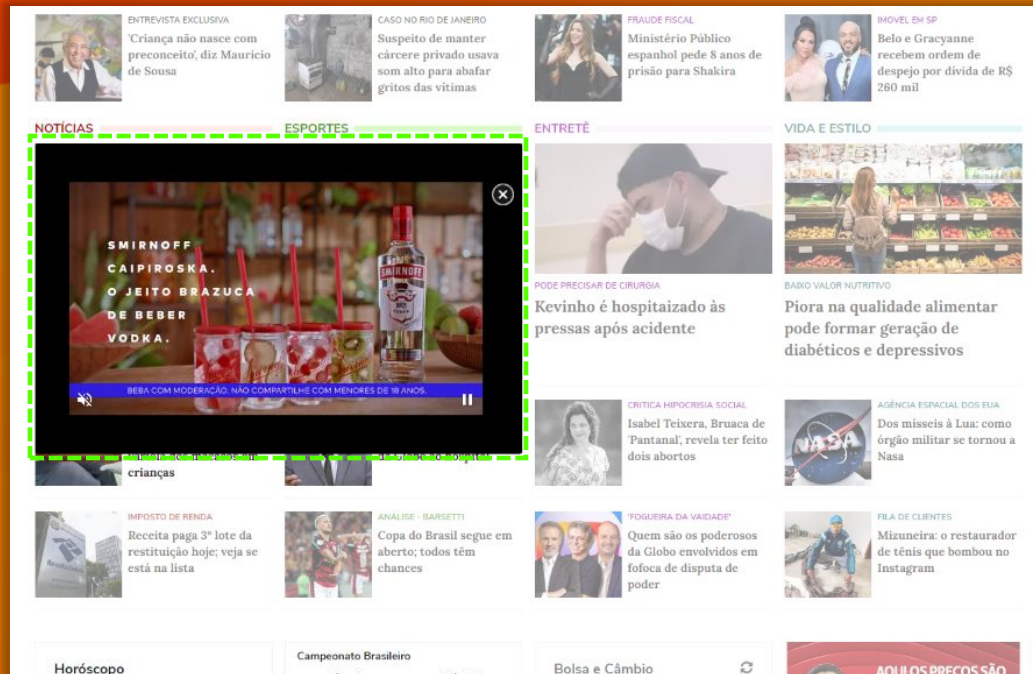 ENTREVISTA EXCLUSIVA
'Criança não nasce com
preconceito', diz Mauricio
de Sousa
CASO NO RIO DE JANEIRO
Suspeito de manter
cárcere privado usava
som alto para abafar
gritos das vítimas
FRAUDE FISCAL
Ministério Público
espanhol pede 8 anos de
prisão para Shakira
IMÓVEL EM SP
Belo e Gracyanne
recebem ordem de
despejo por dívida de R$
260 mil
NOTÍCIAS
ESPORTES
ENTRETÊ
VIDA E ESTILO
SMIRNOFF
CAIPIROSKA.
O JEITO BRAZUCA
DE BEBER
VODKA.
SMIRNOFF
VODKA
BEBA COM MODERAÇÃO. NÃO COMPARTILHE COM MENORES DE 18 ANOS.
PODE PRECISAR DE CIRURGIA
Kevinho é hospitaizado às
pressas após acidente
BAIXO VALOR NUTRITIVO
Piora na qualidade alimentar
pode formar geração de
diabéticos e depressivos
crianças
CRITICA HIPOCRISIA SOCIAL
Isabel Teixera, Bruaca de
'Pantanal', revela ter feito
dois abortos
NASA
AGÊNCIA ESPACIAL DOS EUA
Dos mísseis à Lua: como
órgão militar se tornou a
Nasa
IMPOSTO DE RENDA
Receita paga 3º lote da
restituição hoje; veja se
está na lista
ANÁLISE - BARSETTI
Copa do Brasil segue em
aberto; todos têm
chances
'FOGUEIRA DA VAIDADE'
Quem são os poderosos
da Globo envolvidos em
fofoca de disputa de
poder
FILA DE CLIENTES
Mizuneira: o restaurador
de tênis que bombou no
Instagram
Horóscopo
Campeonato Brasileiro
Bolsa e Câmbio
AQUI OS PREÇOS SÃO